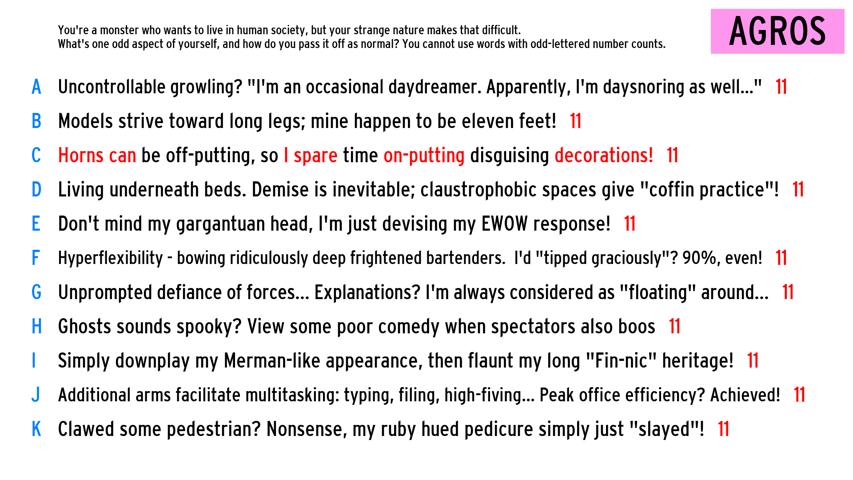 You're a monster who wants to live in human society, but your strange nature makes that difficult.
What's one odd aspect of yourself, and how do you pass it off as normal? You cannot use words with odd-lettered number counts.
AGROS
A Uncontrollable growling? "I'm an occasional daydreamer. Apparently, I'm daysnoring as well..." 11
B Models strive toward long legs; mine happen to be eleven feet! 11
C Horns can be off-putting, so I spare time on-putting disguising decorations! 11
D Living underneath beds. Demise is inevitable; claustrophobic spaces give "coffin practice"! 11
E Don't mind my gargantuan head, I'm just devising my EWOW response! 11
F Hyperflexibility - bowing ridiculously deep frightened bartenders. I'd "tipped graciously"? 90%, even! 11
G Unprompted defiance of forces... Explanations? I'm always considered as "floating" around... 11
H Ghosts sounds spooky? View some poor comedy when spectators also boos 11
I Simply downplay my Merman-like appearance, then flaunt my long "Fin-nic" heritage! 11
J Additional arms facilitate multitasking: typing, filing, high-fiving... Peak office efficiency? Achieved! 11
K Clawed some pedestrian? Nonsense, my ruby hued pedicure simply just "slayed"! 11